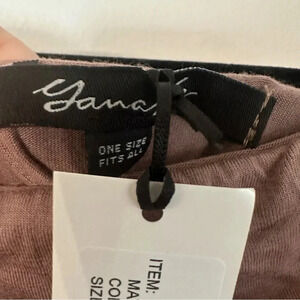 ONE SIZE
FITS ALL
ITEM:
MA
CO
SIZ